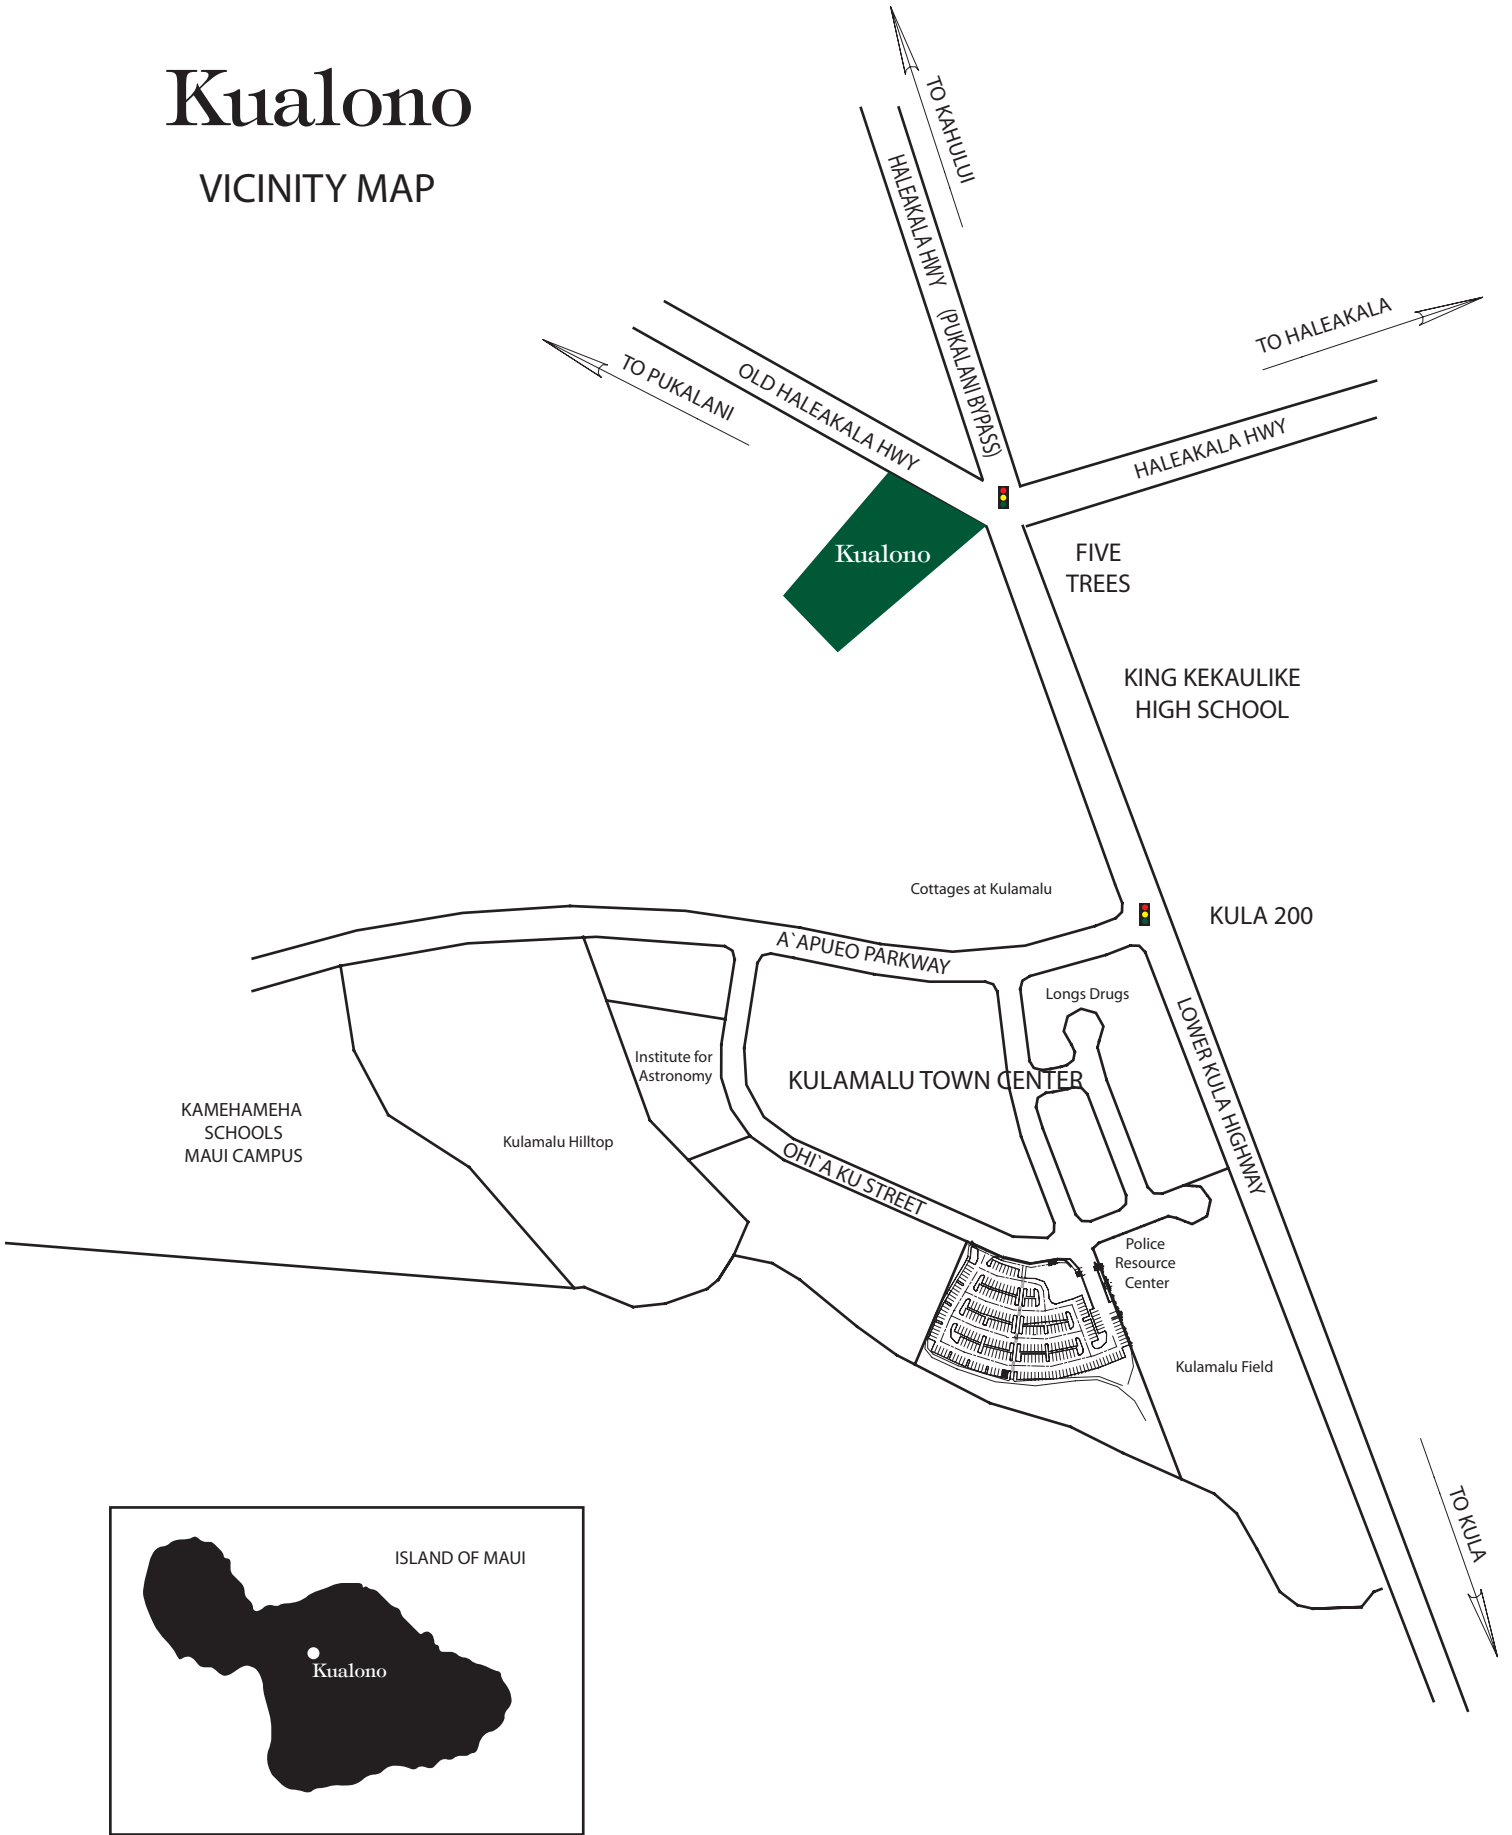 Kualono
VICINITY MAP
TO KAHULUI
HALEAKALA HWY (PUKALANI BYPASS)
TO HALEAKALA
TO PUKALANI
OLD HALEAKALA HWY
HALEAKALA HWY
Kualono
FIVE
TREES
KING KEKAULIKE
HIGH SCHOOL
Cottages at Kulamalu
KULA 200
A`APUEO PARKWAY
Longs Drugs
LOWER KULA HIGHWAY
Institute for
Astronomy
KULAMALU TOWN CENTER
KAMEHAMEHA
SCHOOLS
MAUI CAMPUS
Kulamalu Hilltop
OHI`A KU STREET
Police
Resource
Center
Kulamalu Field
TO KULA
ISLAND OF MAUI
Kualono